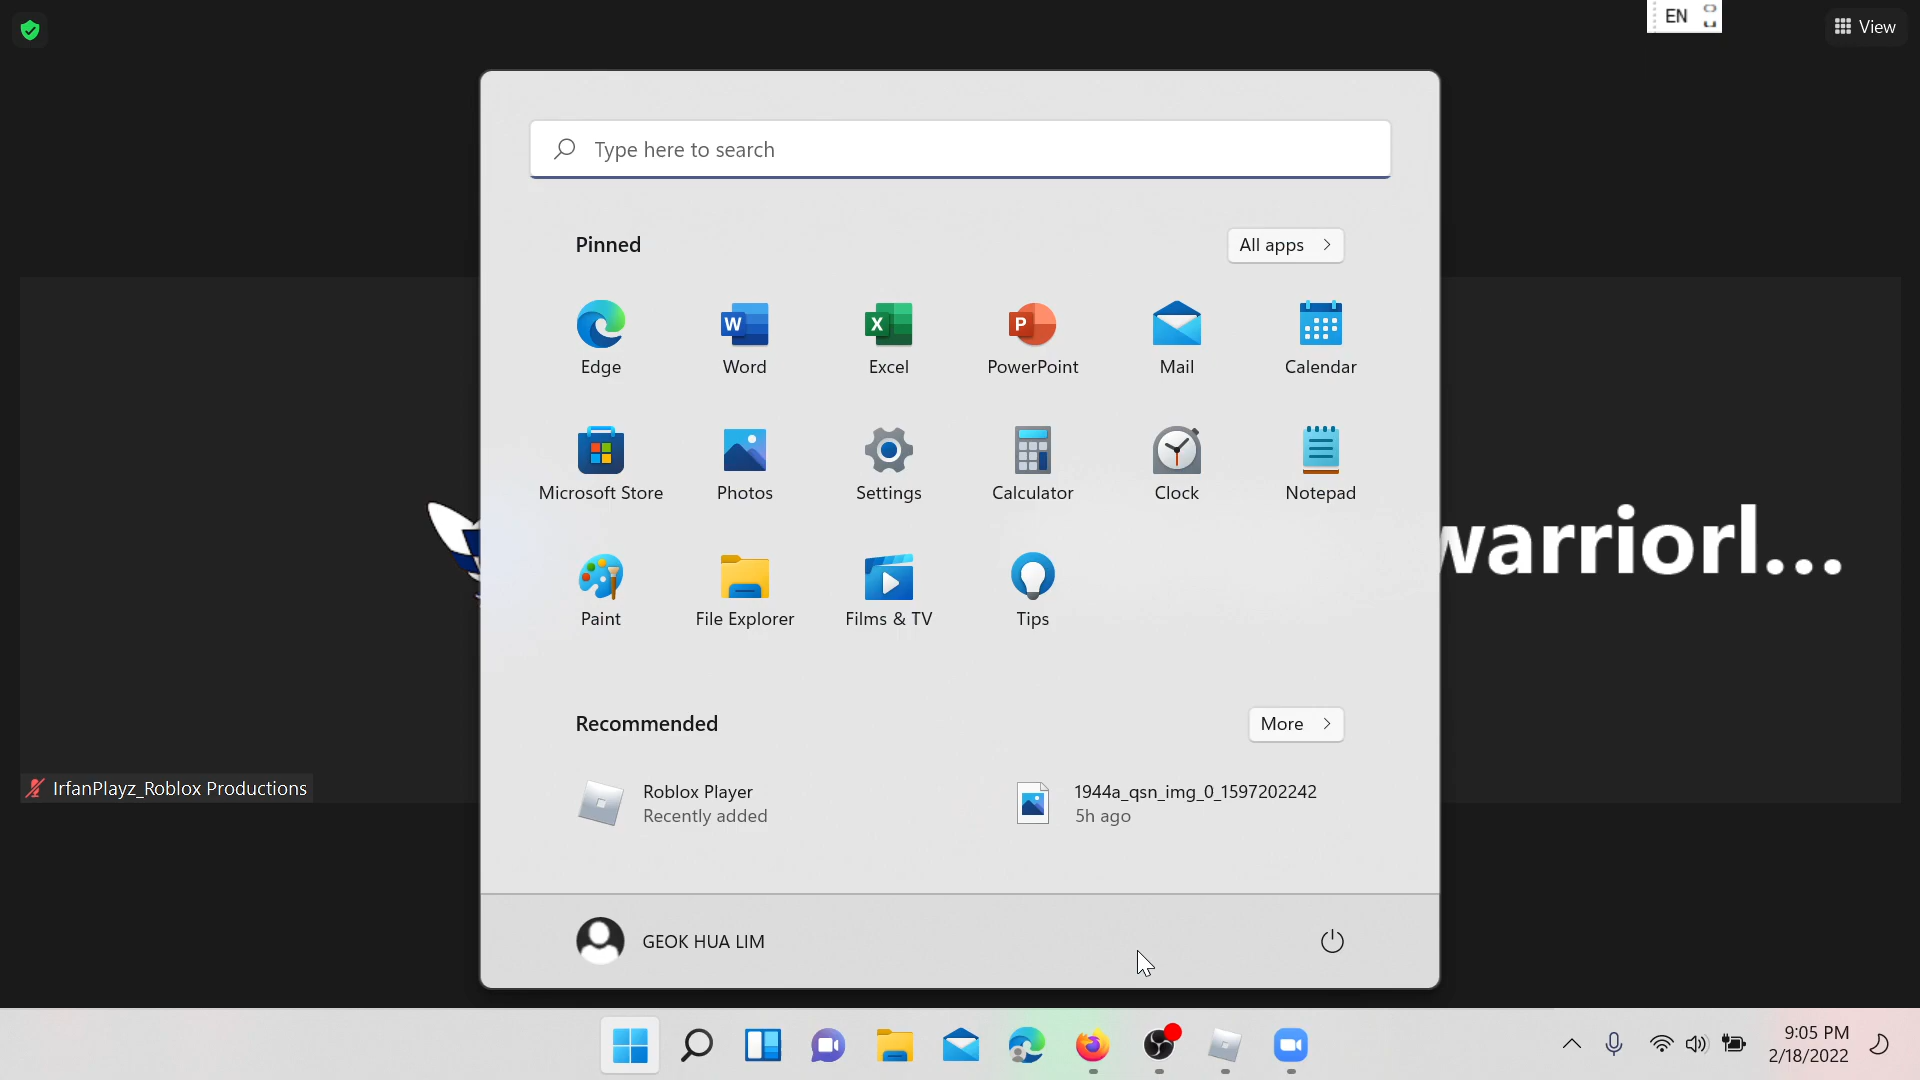 EN
View
Type here to search
Pinned
All apps
Edge
Word
Excel
PowerPoint
Mail
Calendar
Microsoft Store
Photos
Settings
Calculator
Clock
Notepad
Paint
File Explorer
Films & TV
Tips
warriorl...
Recommended
More
Roblox Player
Recently added
1944a_qsn_img_0_1597202242
5h ago
IrfanPlayz_Roblox Productions
GEOK HUA LIM
9:05 PM
2/18/2022